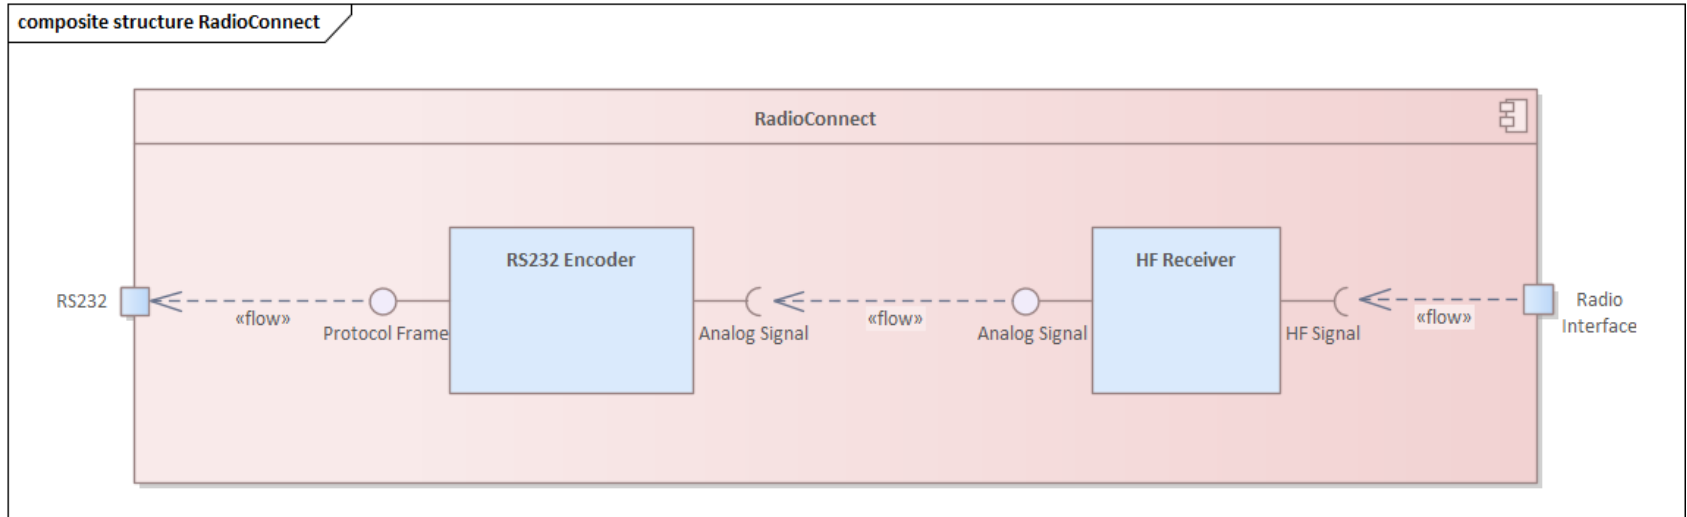 composite structure RadioConnect
RadioConnect
RS232 Encoder
HF Receiver
RS232
«flow»
Protocol Frame
Analog Signal
«flow»
Analog Signal
HF Signal
«flow»
Radio
Interface